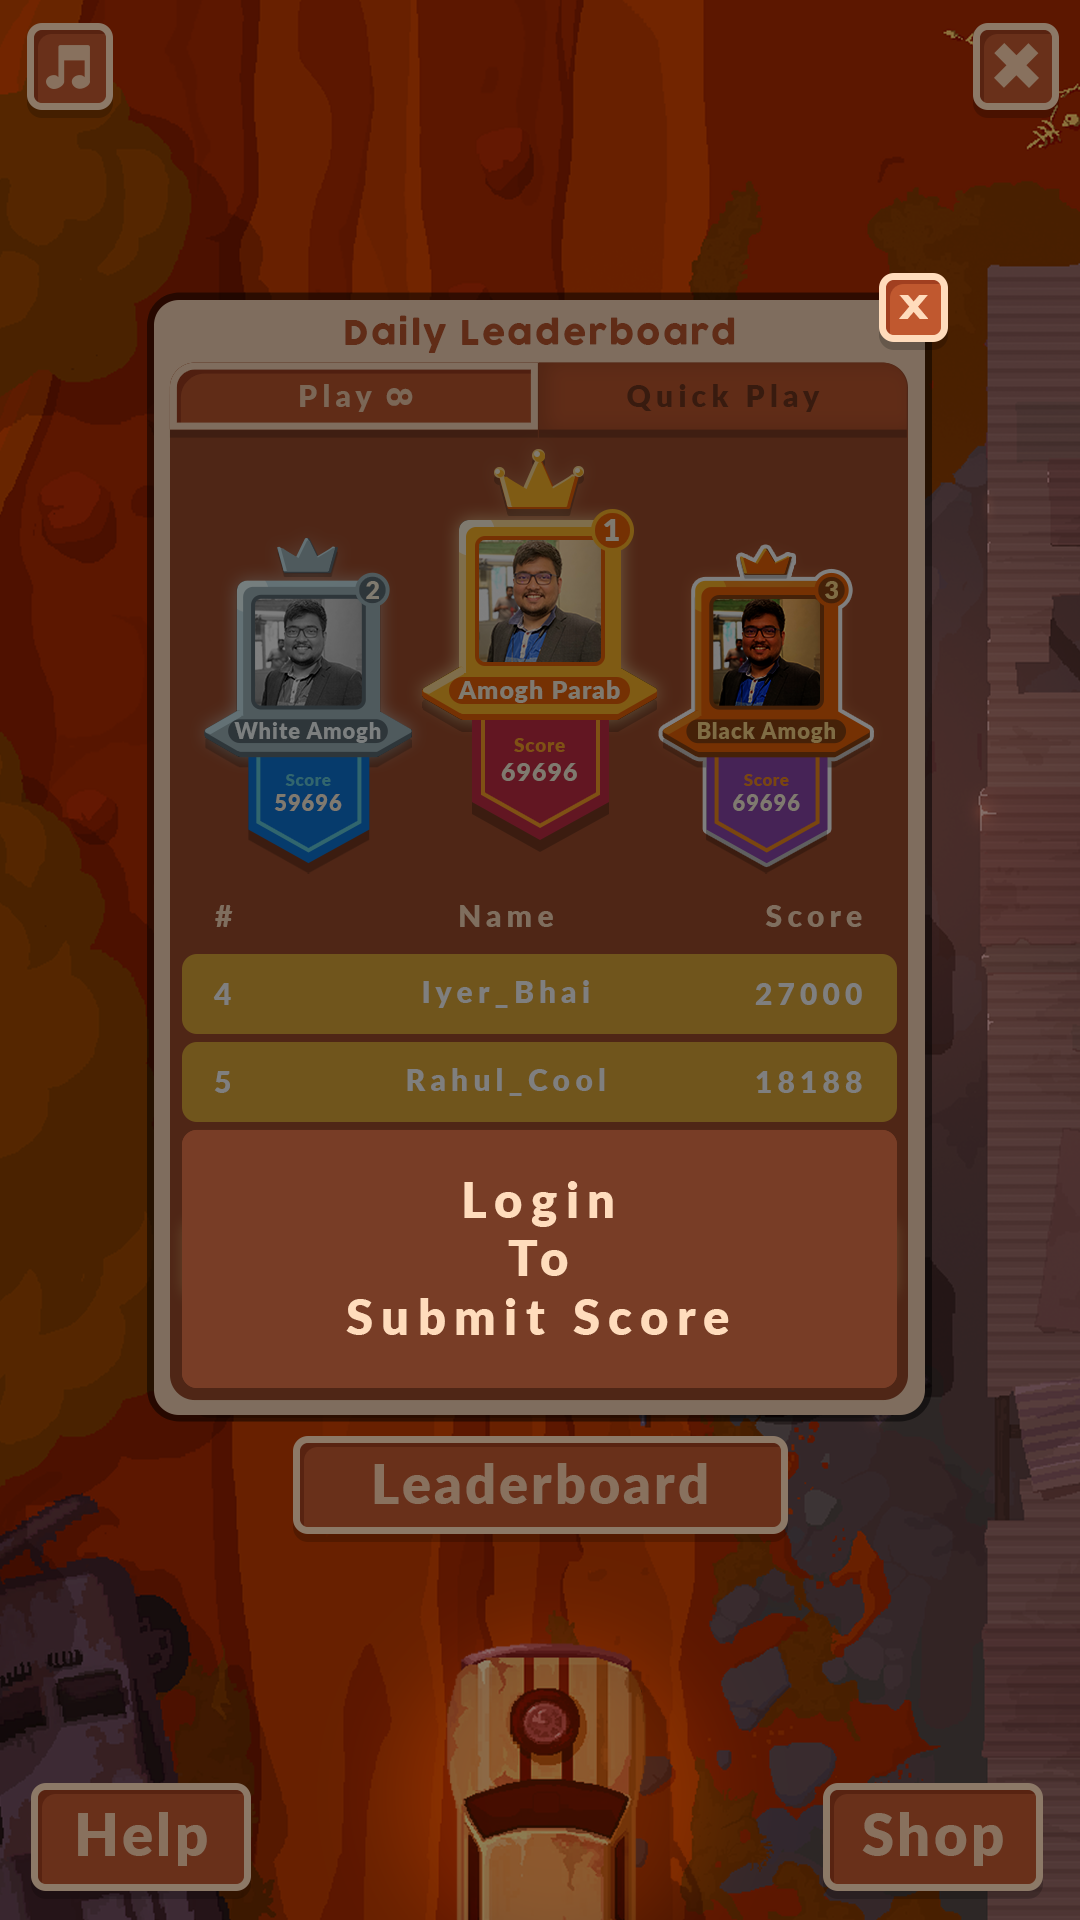 Daily Leaderboard
x
Play 8
Quick Play
1
2
3
Amogh Parab
White Amogh
Black Amogh
Score
69696
Score
59696
Score
69696
# Name Score
4 Iyer_Bhai 27000
5 Rahul_Cool 18188
Login
To
Submit Score
Leaderboard
Help
Shop